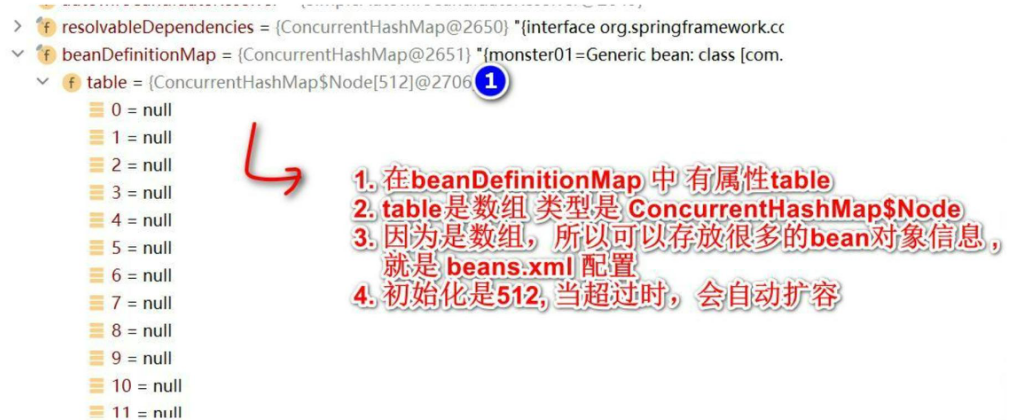 resolvableDependencies = {ConcurrentHashMap@2650} "{interface org.springframework.cc
beanDefinitionMap = {ConcurrentHashMap@2651} "{monster01=Generic bean: class [com.
table = {ConcurrentHashMap$Node[512]@2706
1
0 = null
1 = null
2 = null
3 = null
4 = null
5 = null
6 = null
7 = null
8 = null
9 = null
10 = null
11 = null
1. 在beanDefinitionMap 中 有属性table
2. table是数组 类型是 ConcurrentHashMap$Node
3. 因为是数组，所以可以存放很多的bean对象信息，
就是 beans.xml 配置
4. 初始化是512, 当超过时，会自动扩容